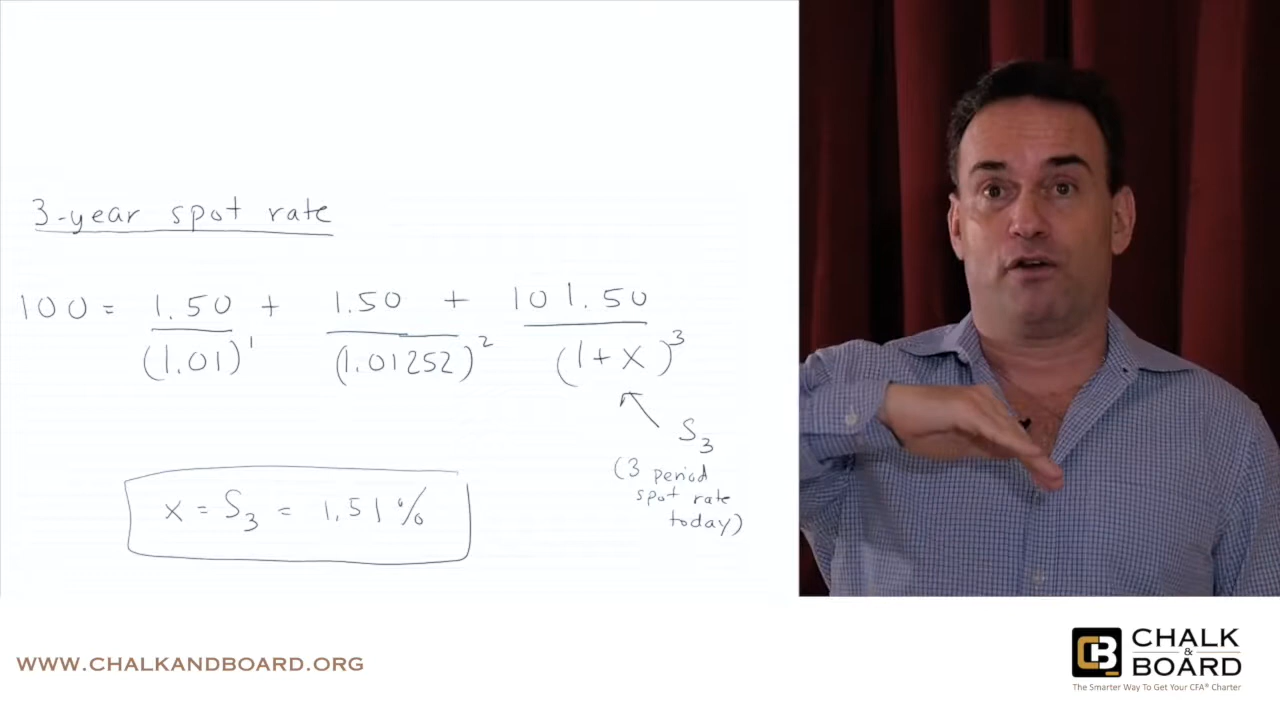 3-year spot rate
100 = 1.50 + 1.50 + 101.50
(1.01)^1 (1.01252)^2 (1+x)^3
S3
(3 period
spot rate
today)
x = S3 = 1.51%
WWW.CHALKANDBOARD.ORG
CB
CHALK
&
BOARD
The Smarter Way To Get Your CFA® Charter